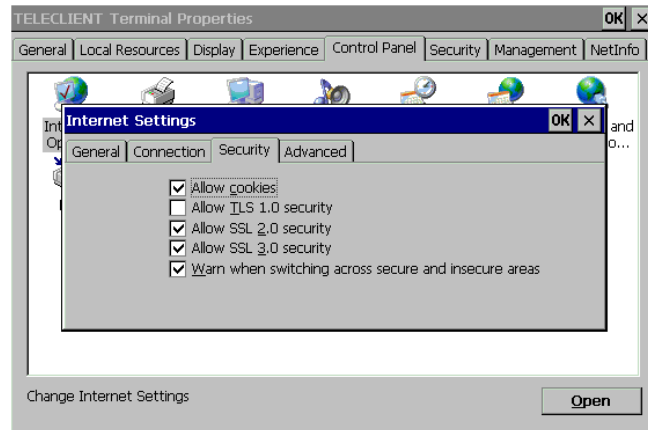 TELECLIENT Terminal Properties OK ×
General Local Resources Display Experience Control Panel Security Management NetInfo
Internet Settings OK ×
and
o...
General Connection Security Advanced
Allow cookies
Allow TLS 1.0 security
Allow SSL 2.0 security
Allow SSL 3.0 security
Warn when switching across secure and insecure areas
Change Internet Settings Open